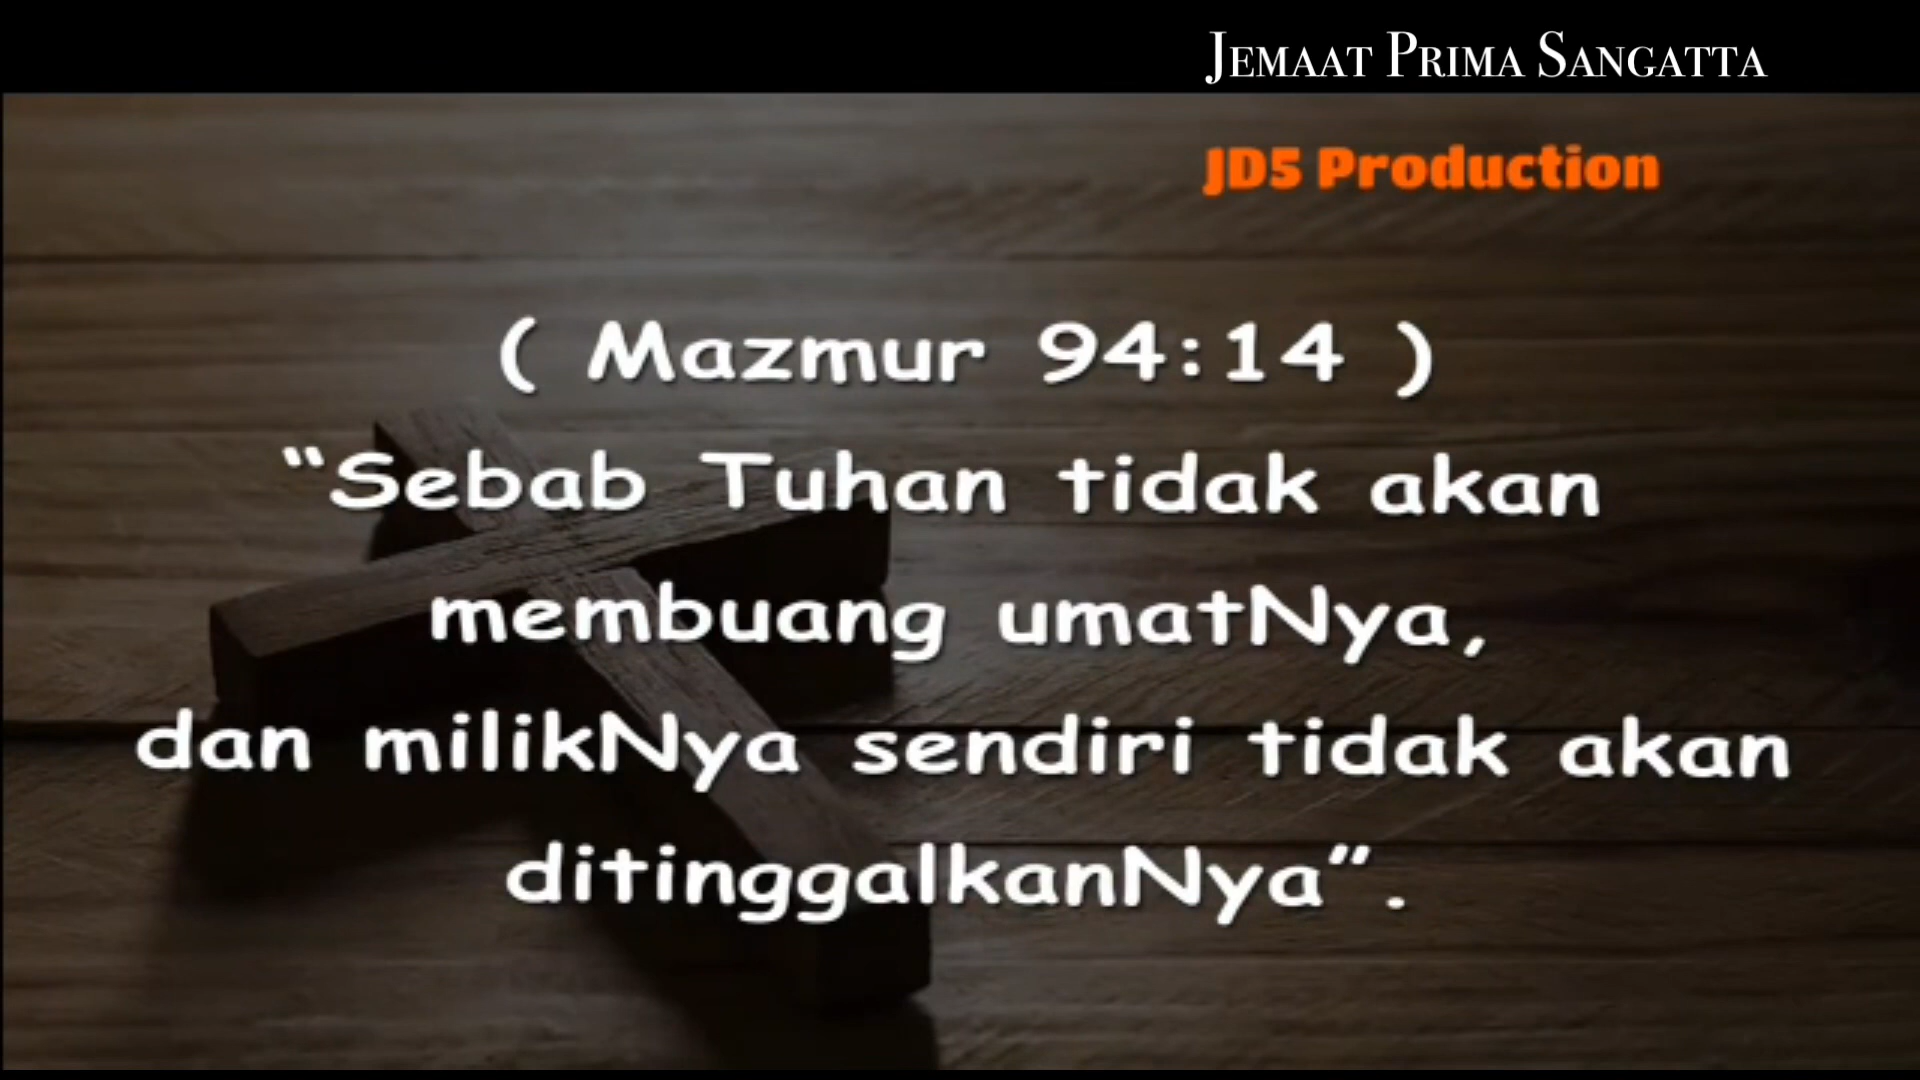 JEMAAT PRIMA SANGATTA
JD5 Production
( Mazmur 94:14 )
“Sebab Tuhan tidak akan
membuang umatNya,
dan milikNya sendiri tidak akan
ditinggalkanNya”.